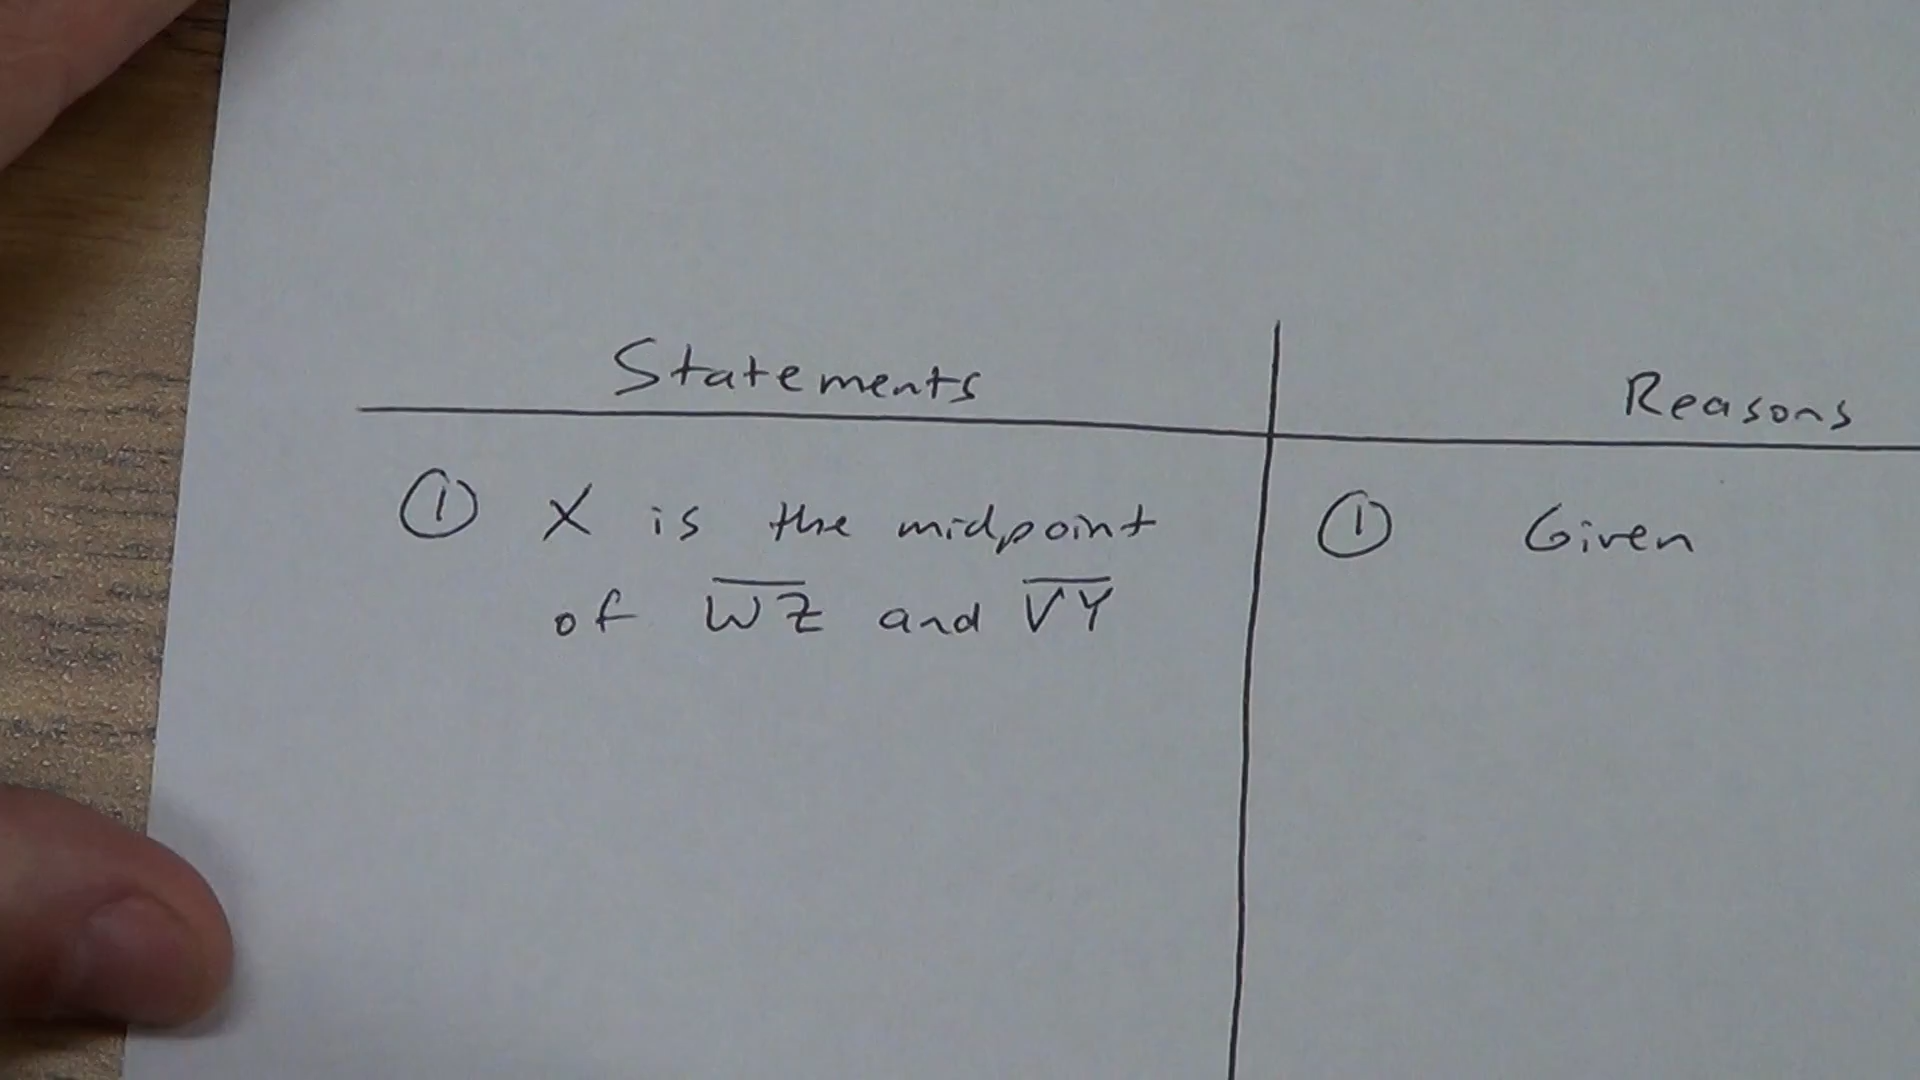 Statements
Reasons
① X is the midpoint
of W̅Z̅ and V̅Y̅
① Given